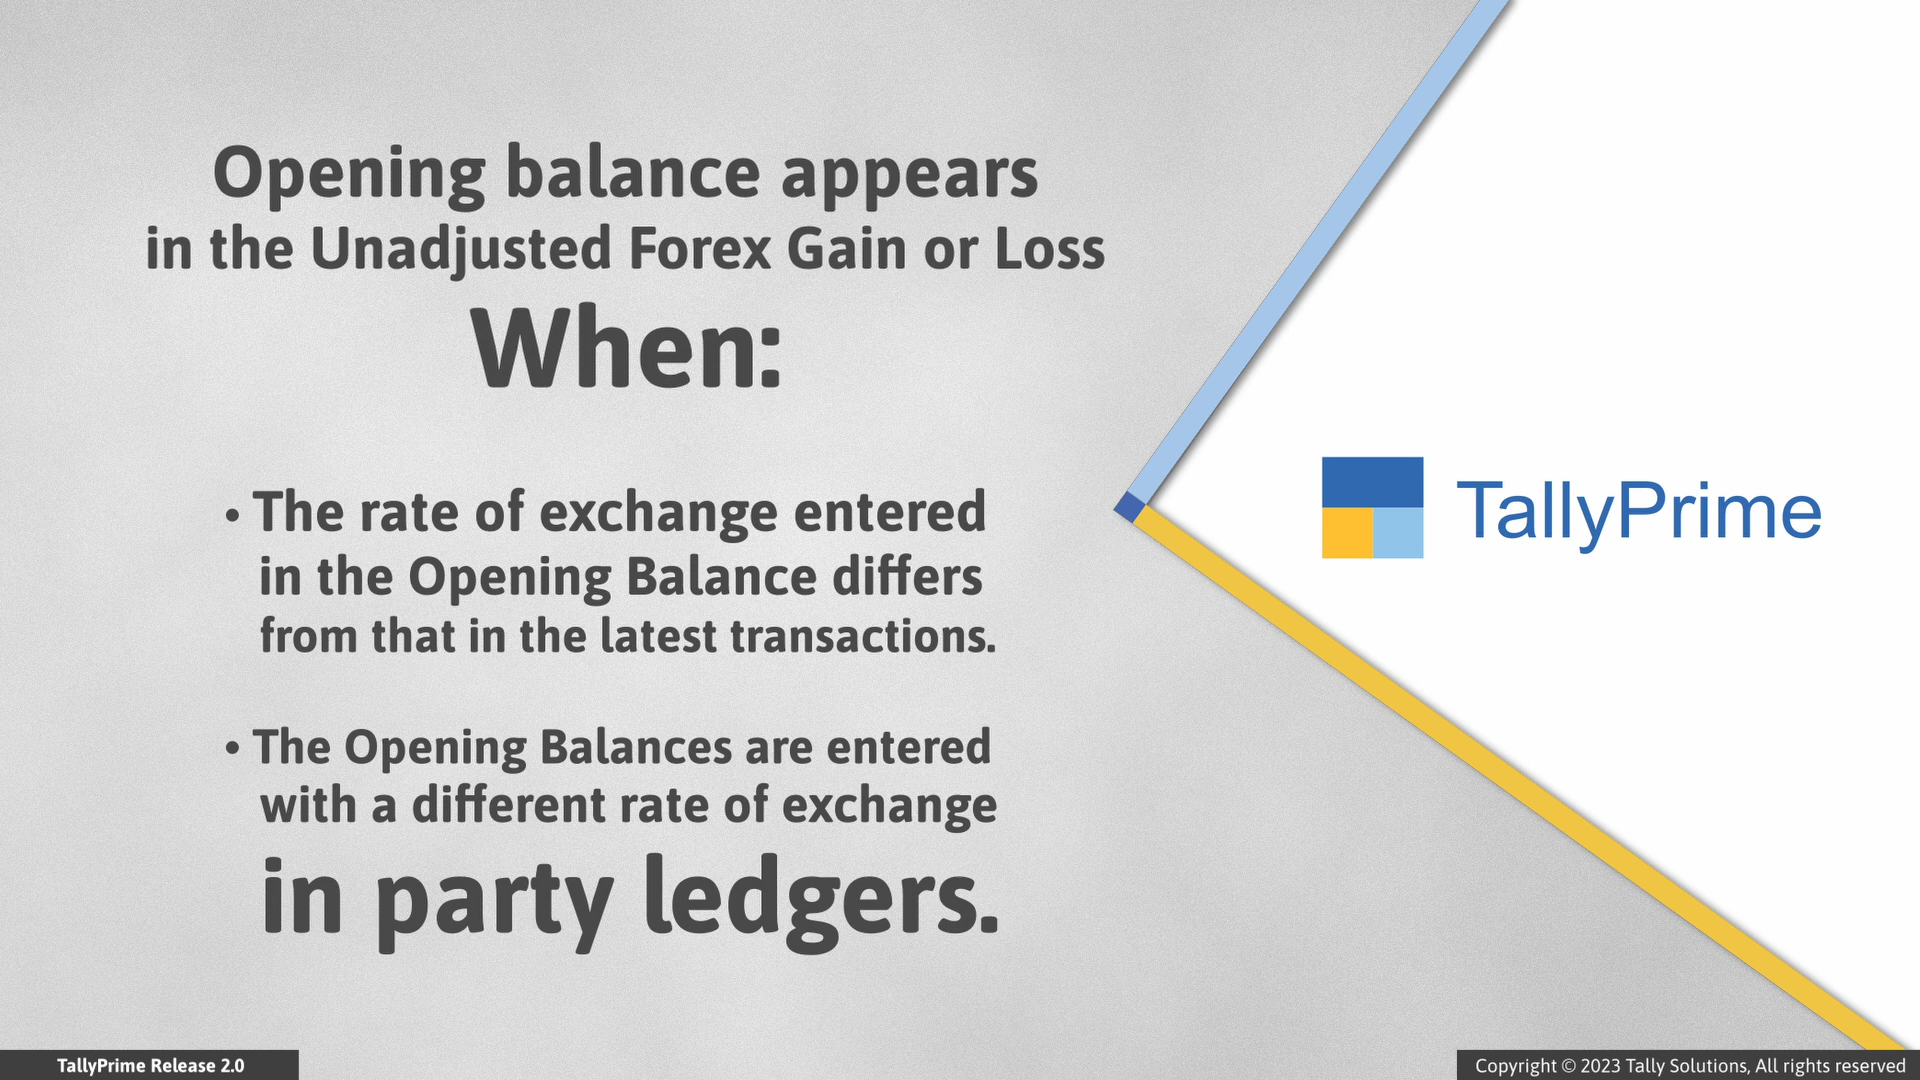 Opening balance appears
in the Unadjusted Forex Gain or Loss
When:
• The rate of exchange entered
in the Opening Balance differs
from that in the latest transactions.
• The Opening Balances are entered
with a different rate of exchange
in party ledgers.
TallyPrime
TallyPrime Release 2.0
Copyright © 2023 Tally Solutions, All rights reserved